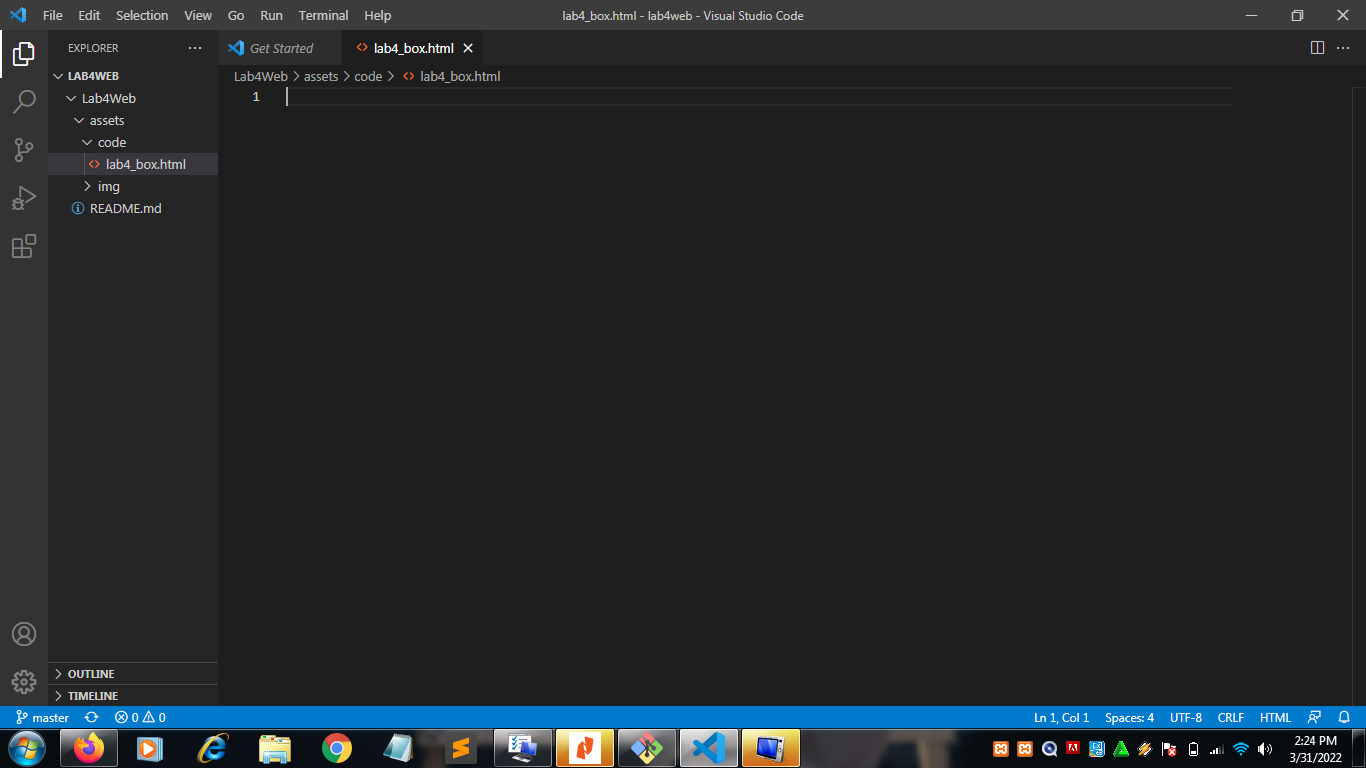 File Edit Selection View Go Run Terminal Help
lab4_box.html - lab4web - Visual Studio Code
EXPLORER
Get Started
lab4_box.html
LAB4WEB
Lab4Web
assets
code
lab4_box.html
img
README.md
Lab4Web > assets > code > lab4_box.html
1
OUTLINE
TIMELINE
master
0
0
Ln 1, Col 1
Spaces: 4
UTF-8
CRLF
HTML
2:24 PM
3/31/2022